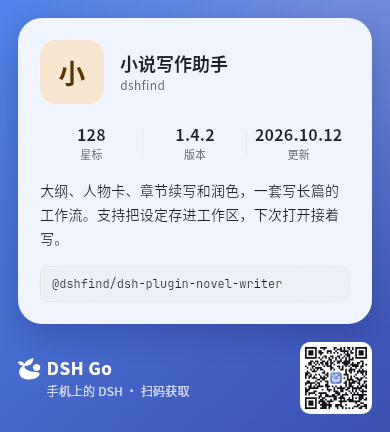 小
小说写作助手
dshfind
128
星标
1.4.2
版本
2026.10.12
更新
大纲、人物卡、章节续写和润色，一套写长篇的
工作流。支持把设定存进工作区，下次打开接着
写。
@dshfind/dsh-plugin-novel-writer
DSH Go
手机上的 DSH · 扫码获取